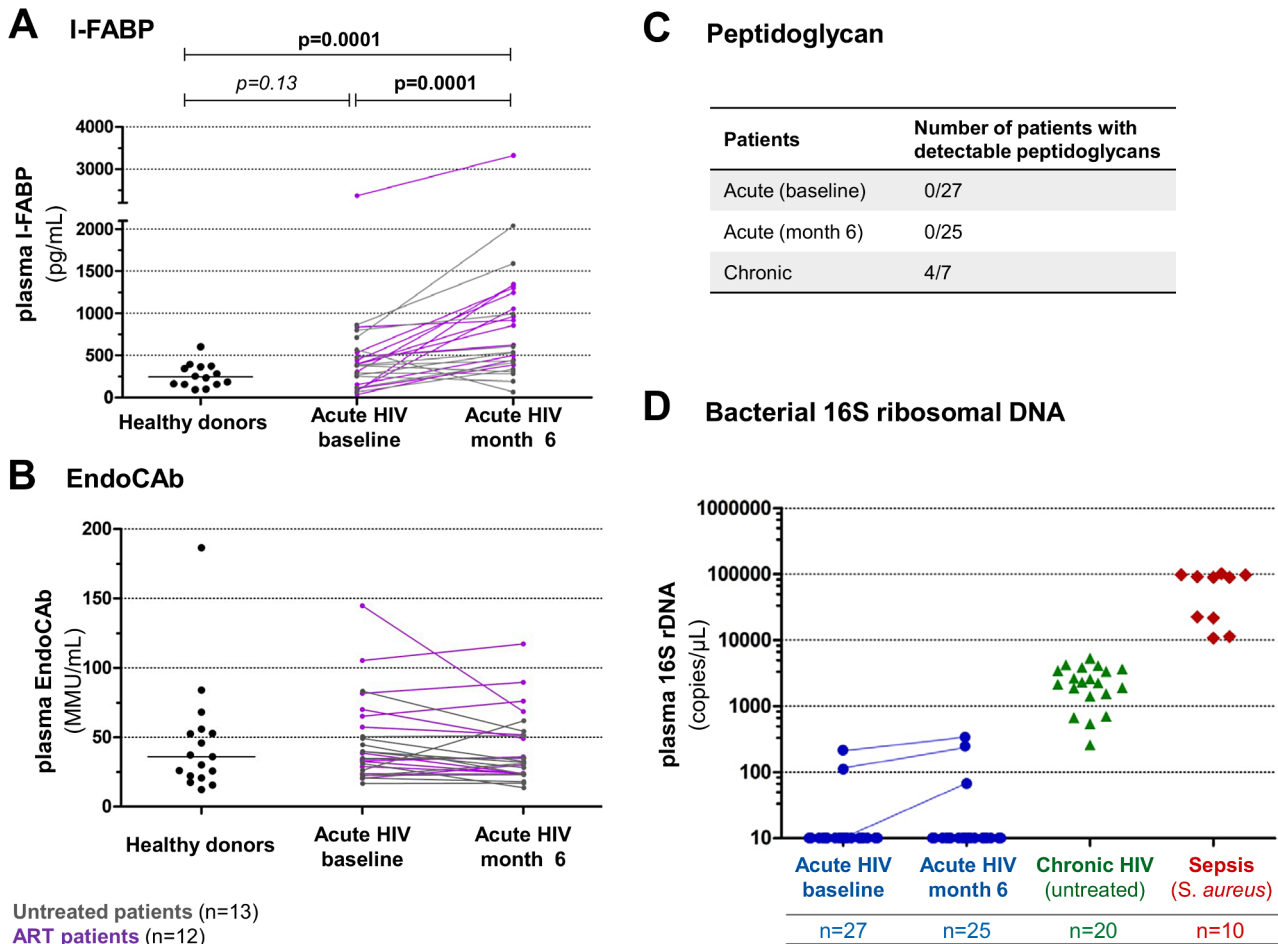 A I-FABP
p=0.0001
p=0.13 p=0.0001
plasma I-FABP
(pg/mL)
4000
3000
2000
1500
1000
500
0
Healthy donors
Acute HIV
baseline
Acute HIV
month 6
B EndoCAb
plasma EndoCAb
(MMU/mL)
200
150
100
50
0
Healthy donors
Acute HIV
baseline
Acute HIV
month 6
Untreated patients (n=13)
ART patients (n=12)
C Peptidoglycan
Patients Number of patients with
detectable peptidoglycans
Acute (baseline) 0/27
Acute (month 6) 0/25
Chronic 4/7
D Bacterial 16S ribosomal DNA
plasma 16S rDNA
(copies/µL)
1000000
100000
10000
1000
100
10
Acute HIV
baseline
Acute HIV
month 6
Chronic HIV
(untreated)
Sepsis
(S. aureus)
n=27 n=25 n=20 n=10